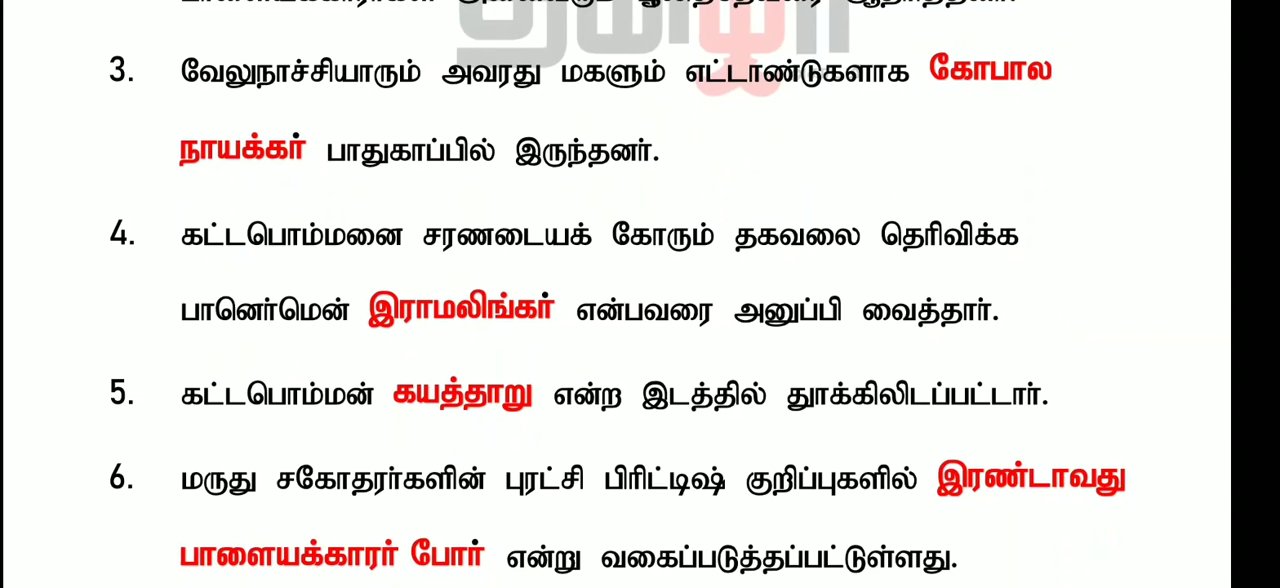 3. வேலுநாச்சியாரும் அவரது மகளும் எட்டாண்டுகளாக கோபால
நாயக்கர் பாதுகாப்பில் இருந்தனர்.
4. கட்டபொம்மனை சரணடையக் கோரும் தகவலை தெரிவிக்க
பானெர்மென் இராமலிங்கர் என்பவரை அனுப்பி வைத்தார்.
5. கட்டபொம்மன் கயத்தாறு என்ற இடத்தில் தூக்கிலிடப்பட்டார்.
6. மருது சகோதரர்களின் புரட்சி பிரிட்டிஷ் குறிப்புகளில் இரண்டாவது
பாளையக்காரர் போர் என்று வகைப்படுத்தப்பட்டுள்ளது.